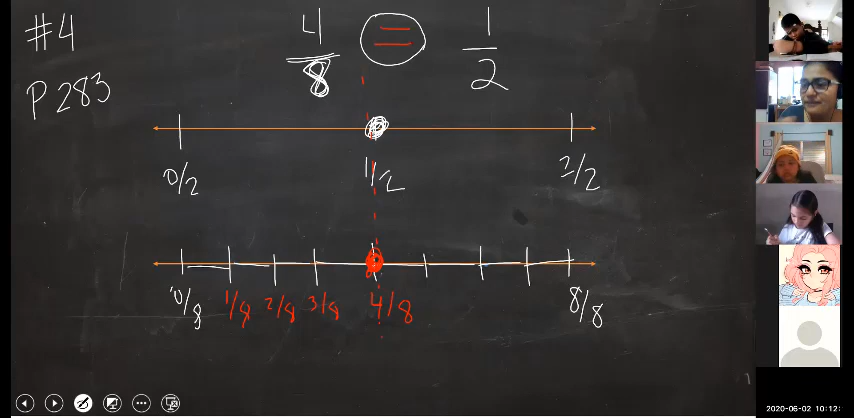 #4
4/8 = 1/2
P 283
0/2 1/2 2/2
0/8 1/8 2/8 3/8 4/8 8/8
2020-06-02 10:12: